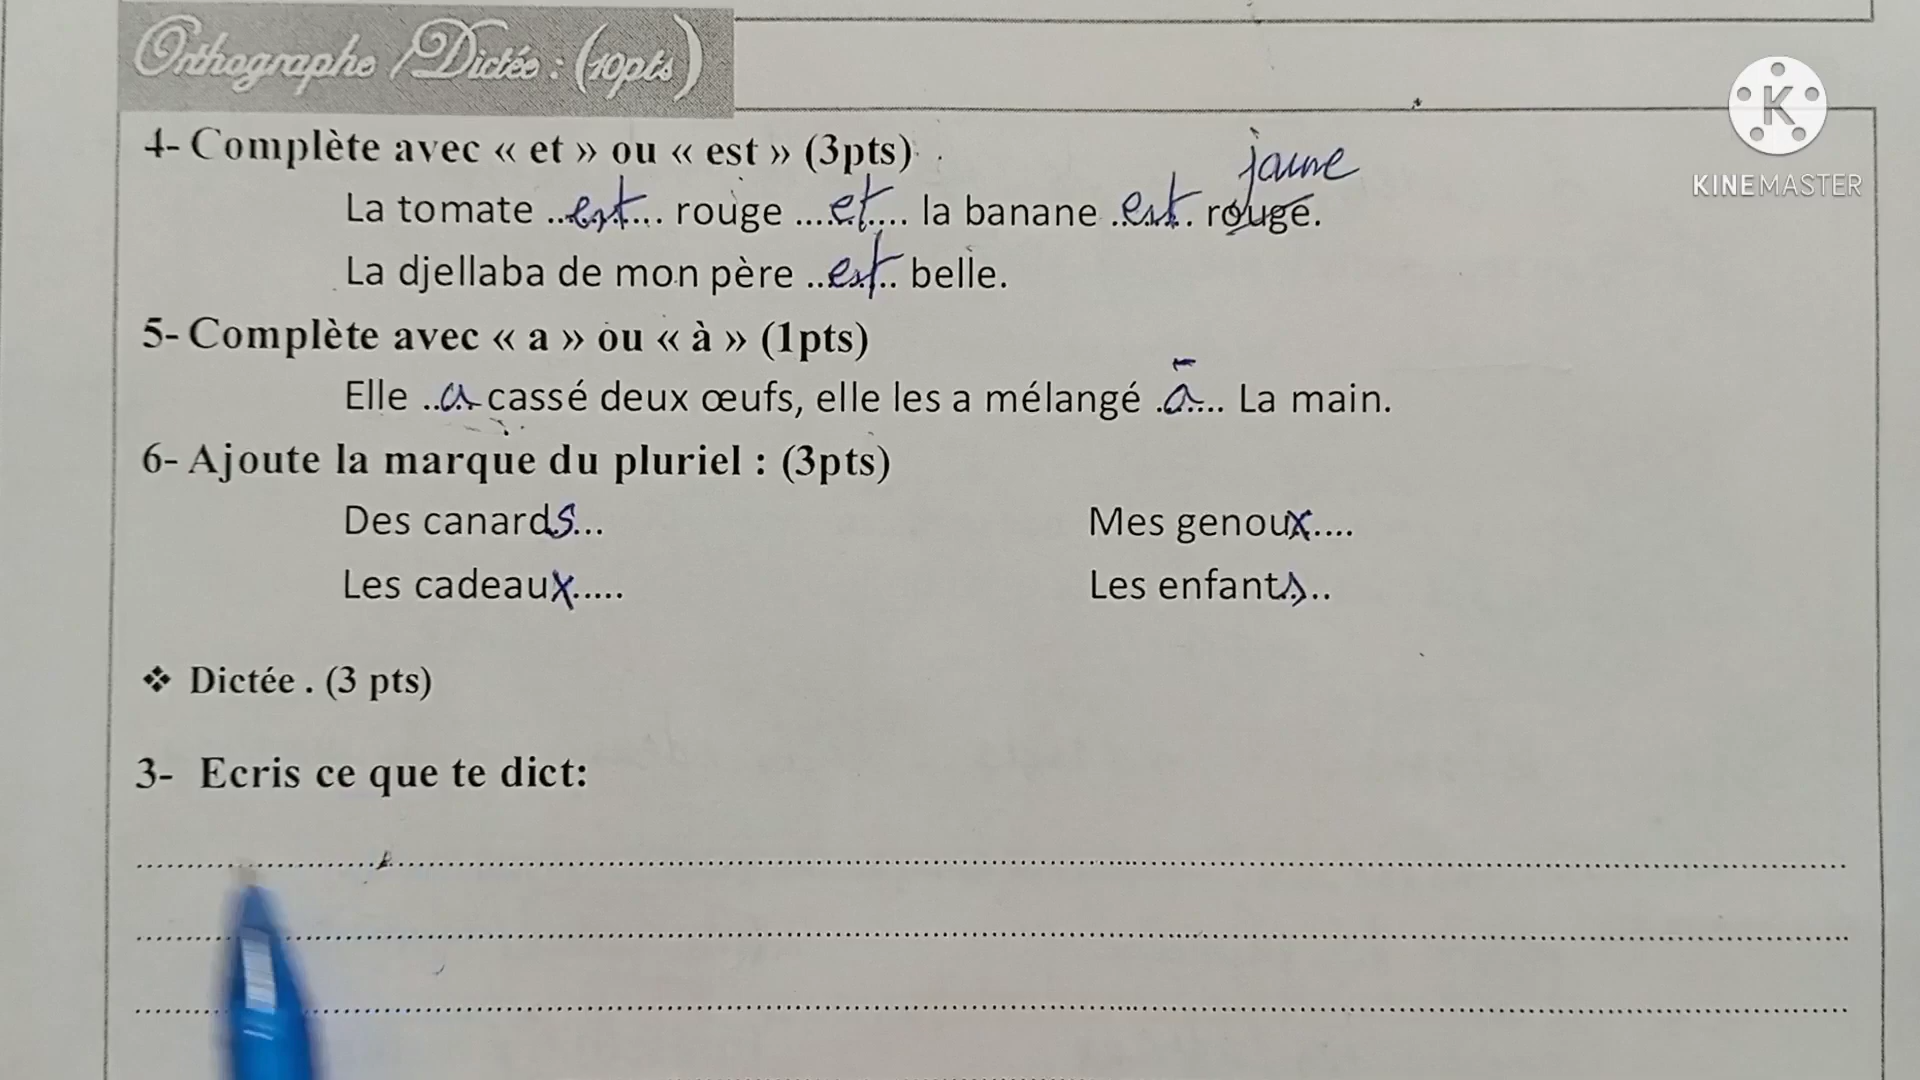 Orthographe /Dictée : (10pts)
K
KINEMASTER
4- Complète avec « et » ou « est » (3pts)
jaune
La tomate ..est... rouge ....et.... la banane ..est. rouge.
La djellaba de mon père ..est.. belle.
5- Complète avec « a » ou « à » (1pts)
Elle ..a.. cassé deux œufs, elle les a mélangé .à.... La main.
6- Ajoute la marque du pluriel : (3pts)
Des canards... Mes genoux....
Les cadeaux..... Les enfants...
❖ Dictée . (3 pts)
3- Ecris ce que te dict: